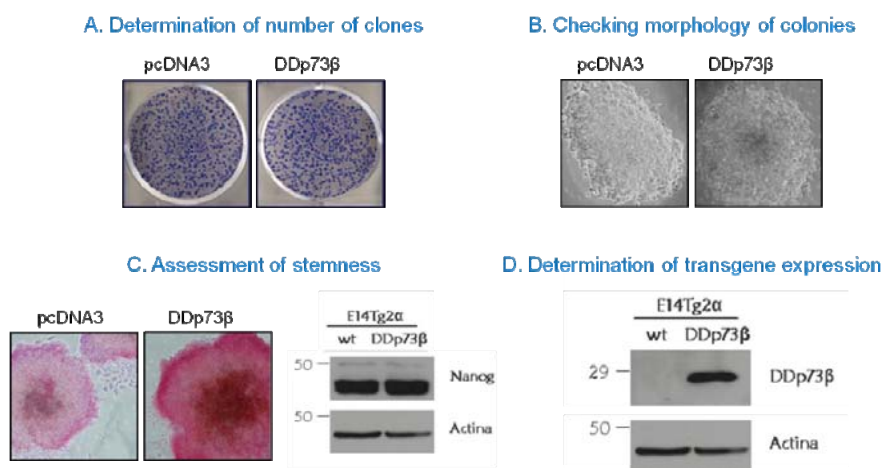 A. Determination of number of clones
pcDNA3 DDp73β
B. Checking morphology of colonies
pcDNA3 DDp73β
C. Assessment of stemness
pcDNA3 DDp73β
E14Tg2α
wt DDp73β
50
Nanog
50
Actina
D. Determination of transgene expression
E14Tg2α
wt DDp73β
29
DDp73β
50
Actina